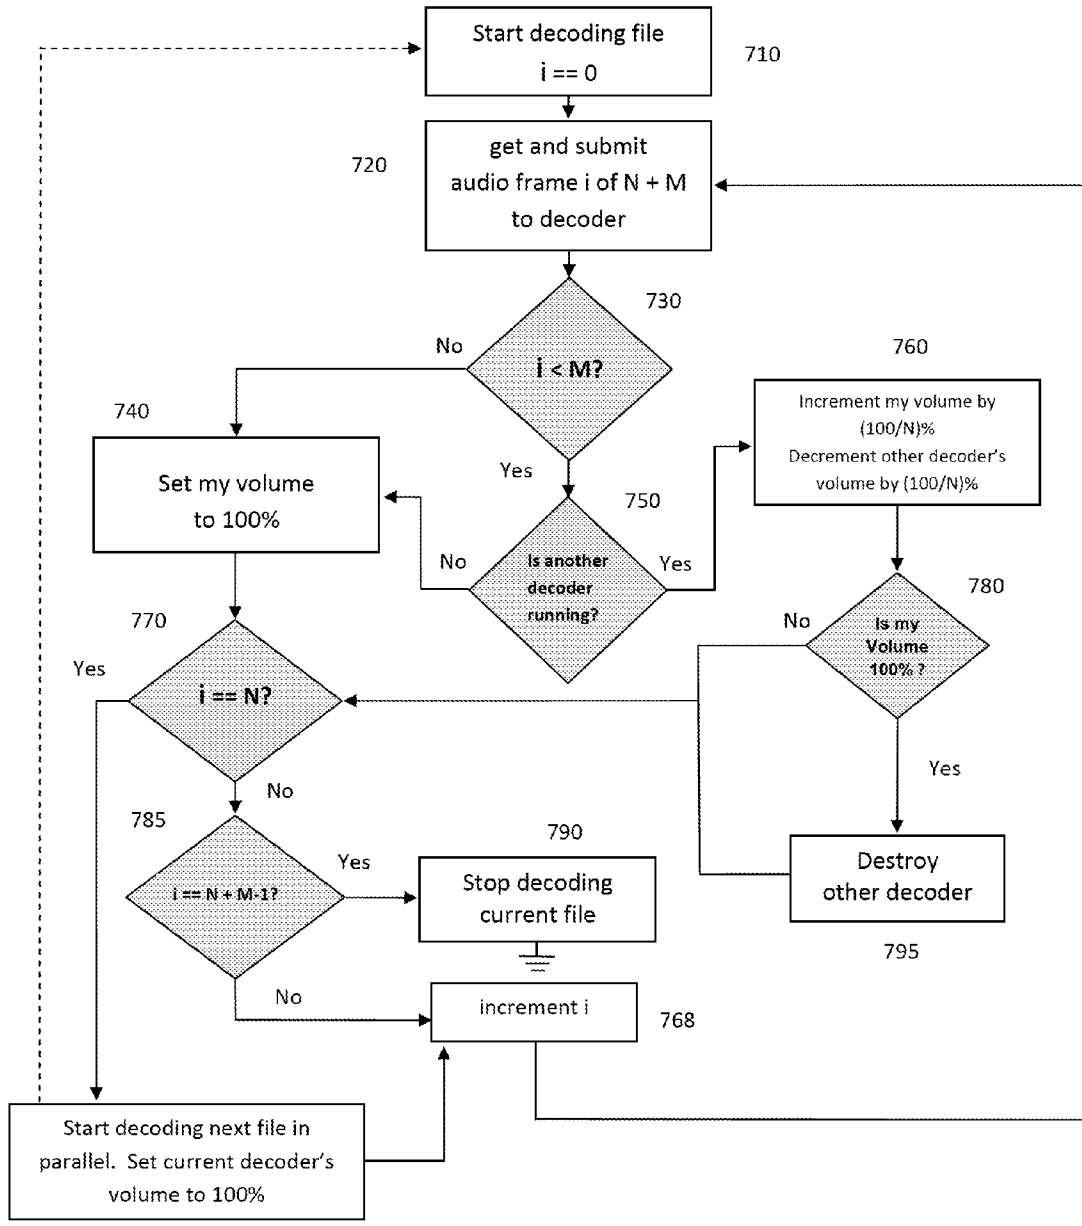 Start decoding file
i == 0
710
get and submit
audio frame i of N + M
to decoder
720
730
i < M?
No
Yes
740
Set my volume
to 100%
750
Is another
decoder
running?
No
Yes
760
Increment my volume by
(100/N)%
Decrement other decoder's
volume by (100/N)%
780
Is my
Volume
100% ?
No
Yes
770
i == N?
Yes
No
785
i == N + M-1?
Yes
No
790
Stop decoding
current file
Destroy
other decoder
795
increment i
768
Start decoding next file in
parallel. Set current decoder's
volume to 100%